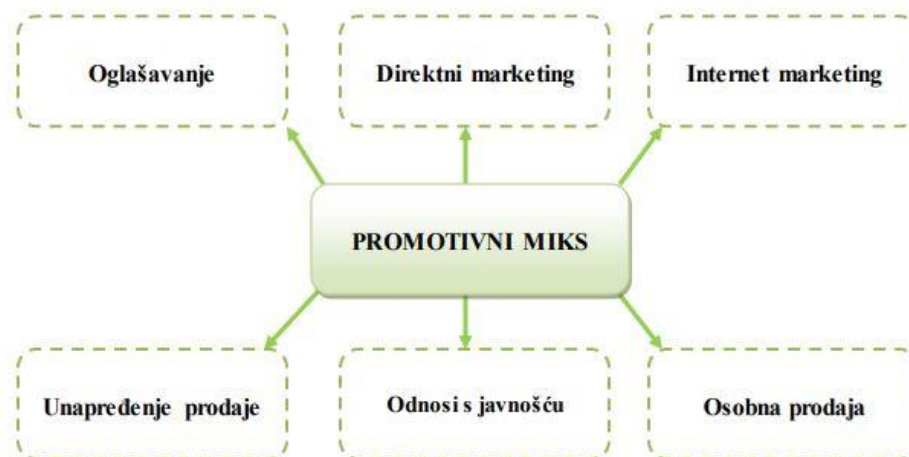 Oglašavanje
Direktni marketing
Internet marketing
PROMOTIVNI MIKS
Unapređenje prodaje
Odnosi s javnošću
Osobna prodaja